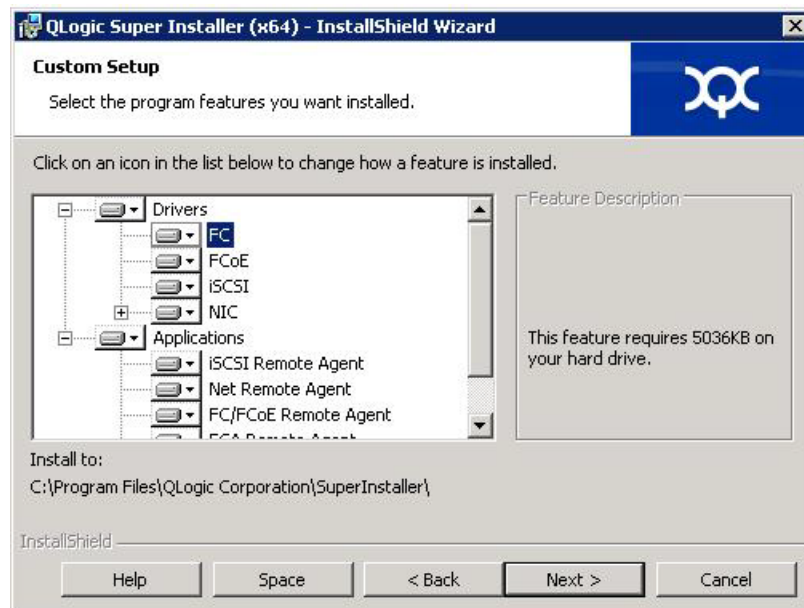 QLogic Super Installer (x64) - InstallShield Wizard
Custom Setup
Select the program features you want installed.
Click on an icon in the list below to change how a feature is installed.
Drivers
FC
FCoE
iSCSI
NIC
Applications
iSCSI Remote Agent
Net Remote Agent
FC/FCoE Remote Agent
Feature Description
This feature requires 5036KB on
your hard drive.
Install to:
C:\Program Files\QLogic Corporation\SuperInstaller\
InstallShield
Help
Space
< Back
Next >
Cancel